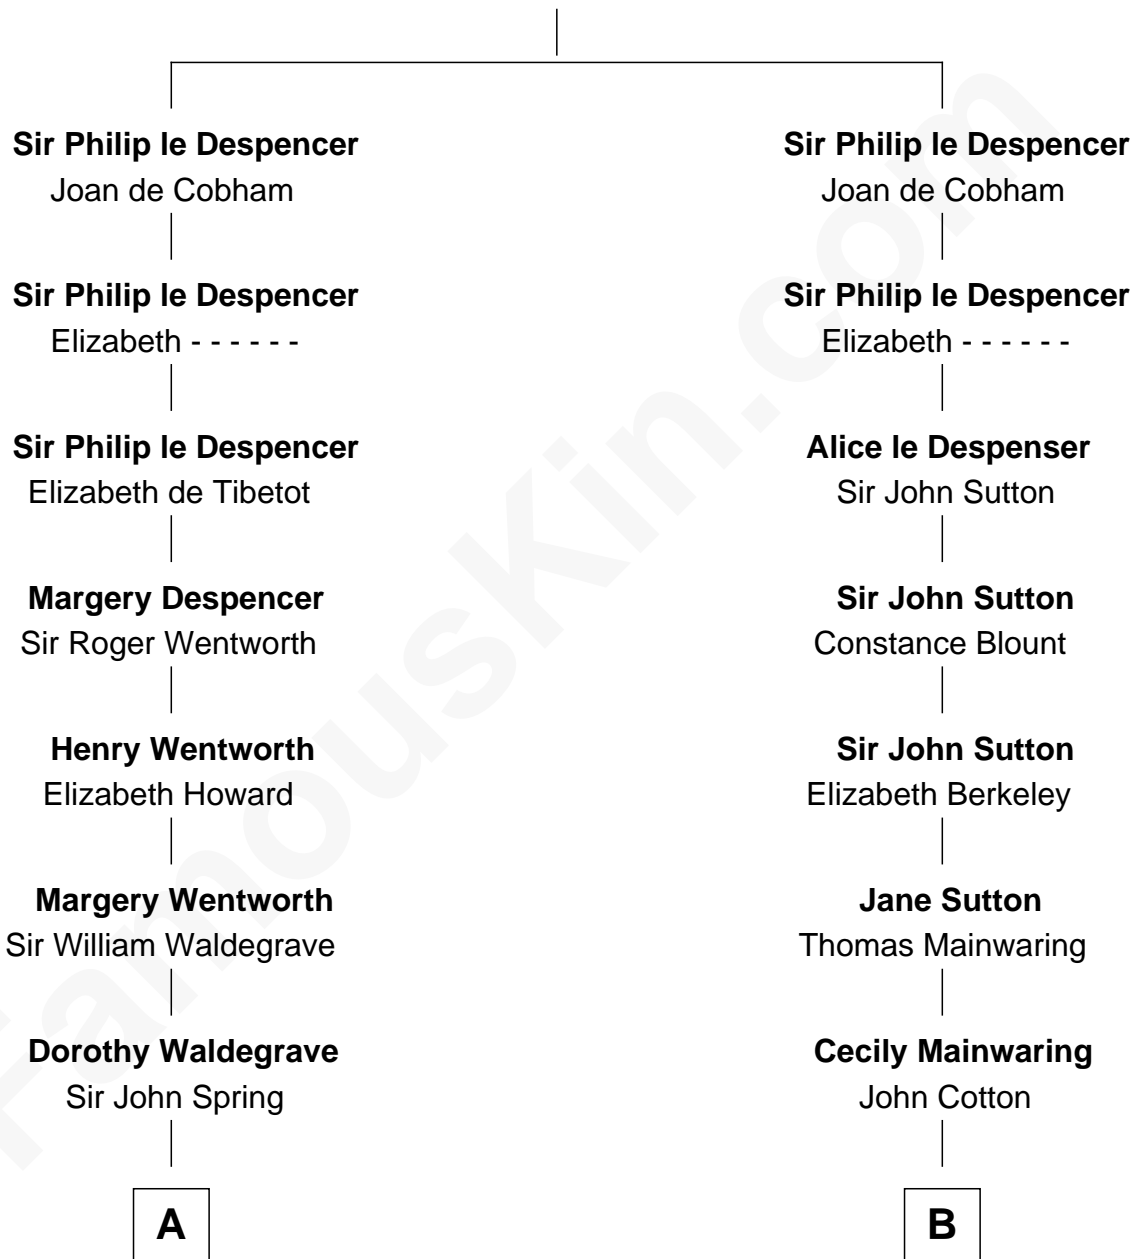 Sir Philip le Despencer
Joan de Cobham
Sir Philip le Despencer
Elizabeth - - - - - -
Sir Philip le Despencer
Elizabeth de Tibetot
Margery Despencer
Sir Roger Wentworth
Henry Wentworth
Elizabeth Howard
Margery Wentworth
Sir William Waldegrave
Dorothy Waldegrave
Sir John Spring
A
Sir Philip le Despencer
Joan de Cobham
Sir Philip le Despencer
Elizabeth - - - - - -
Alice le Despenser
Sir John Sutton
Sir John Sutton
Constance Blount
Sir John Sutton
Elizabeth Berkeley
Jane Sutton
Thomas Mainwaring
Cecily Mainwaring
John Cotton
B
FamousKin.com